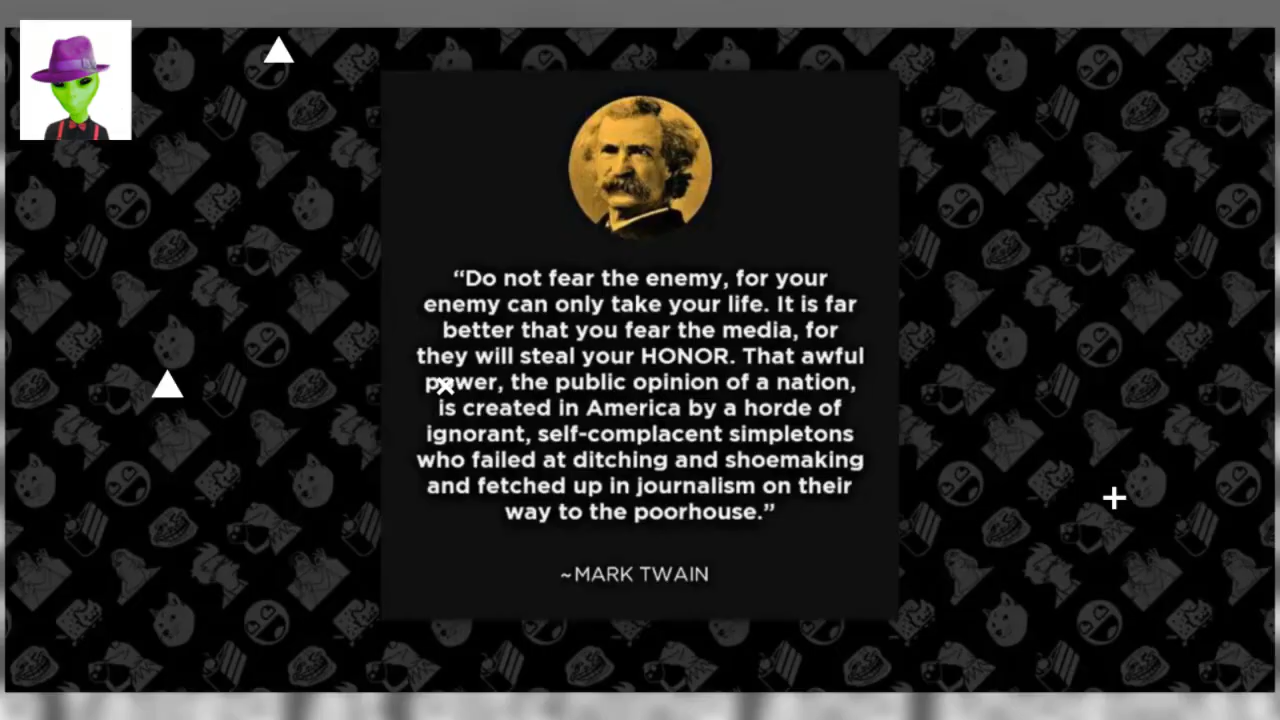 “Do not fear the enemy, for your
enemy can only take your life. It is far
better that you fear the media, for
they will steal your HONOR. That awful
power, the public opinion of a nation,
is created in America by a horde of
ignorant, self-complacent simpletons
who failed at ditching and shoemaking
and fetched up in journalism on their
way to the poorhouse.”
~MARK TWAIN